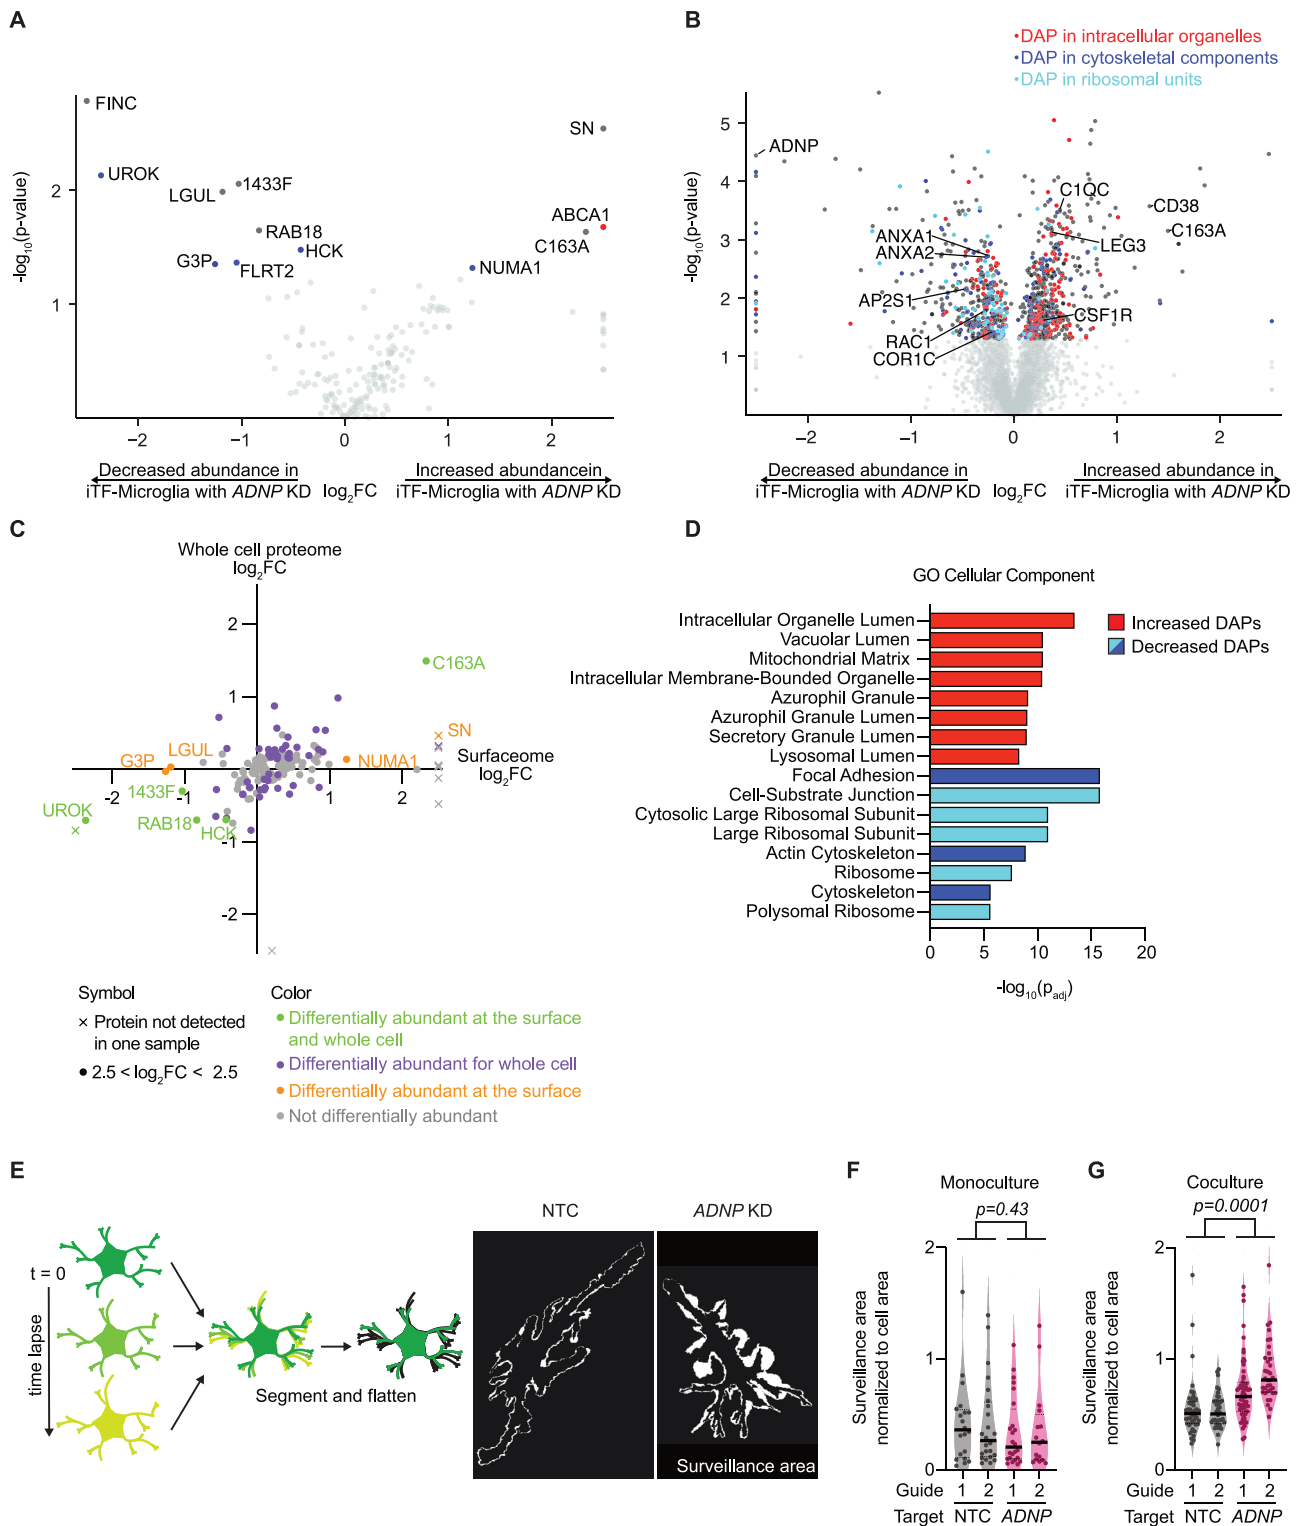 A
FINC
SN
UROK
1433F
LGUL
ABCA1
RAB18
C163A
HCK
G3P
FLRT2
NUMA1
2
1
-log10(p-value)
−2
−1
0
1
2
Decreased abundance in
iTF-Microglia with ADNP KD
log2FC
Increased abundancein
iTF-Microglia with ADNP KD
B
•DAP in intracellular organelles
•DAP in cytoskeletal components
•DAP in ribosomal units
ADNP
C1QC
CD38
ANXA1
C163A
ANXA2
LEG3
AP2S1
CSF1R
RAC1
COR1C
5
4
3
2
1
-log10(p-value)
−2
−1
0
1
2
Decreased abundance in
iTF-Microglia with ADNP KD
log2FC
Increased abundance in
iTF-Microglia with ADNP KD
C
Whole cell proteome
log2FC
2
1
-1
-2
C163A
SN
LGUL
G3P
NUMA1
Surfaceome
log2FC
-2
-1
1
2
1433F
UROK
RAB18
HCK
Symbol
× Protein not detected
in one sample
● 2.5 < log2FC < 2.5
Color
● Differentially abundant at the surface
and whole cell
● Differentially abundant for whole cell
● Differentially abundant at the surface
● Not differentially abundant
D
GO Cellular Component
Intracellular Organelle Lumen
Vacuolar Lumen
Mitochondrial Matrix
Intracellular Membrane-Bounded Organelle
Azurophil Granule
Azurophil Granule Lumen
Secretory Granule Lumen
Lysosomal Lumen
Focal Adhesion
Cell-Substrate Junction
Cytosolic Large Ribosomal Subunit
Large Ribosomal Subunit
Actin Cytoskeleton
Ribosome
Cytoskeleton
Polysomal Ribosome
Increased DAPs
Decreased DAPs
0
5
10
15
20
-log10(padj)
E
t = 0
time lapse
Segment and flatten
NTC
ADNP KD
Surveillance area
F
Monoculture
p=0.43
2
1
0
Surveillance area
normalized to cell area
Guide 1 2 1 2
Target NTC ADNP
G
Coculture
p=0.0001
2
1
0
Surveillance area
normalized to cell area
Guide 1 2 1 2
Target NTC ADNP